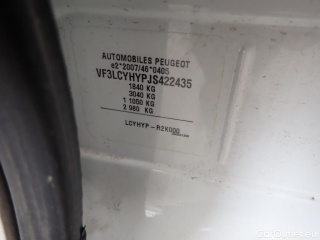 AUTOMOBILES PEUGEOT
e2*2007/46*0405
VF3LCYHYPJS422435
1840 KG
3040 KG
1 1050 KG
2 980 KG
LCYHYP-R2K000